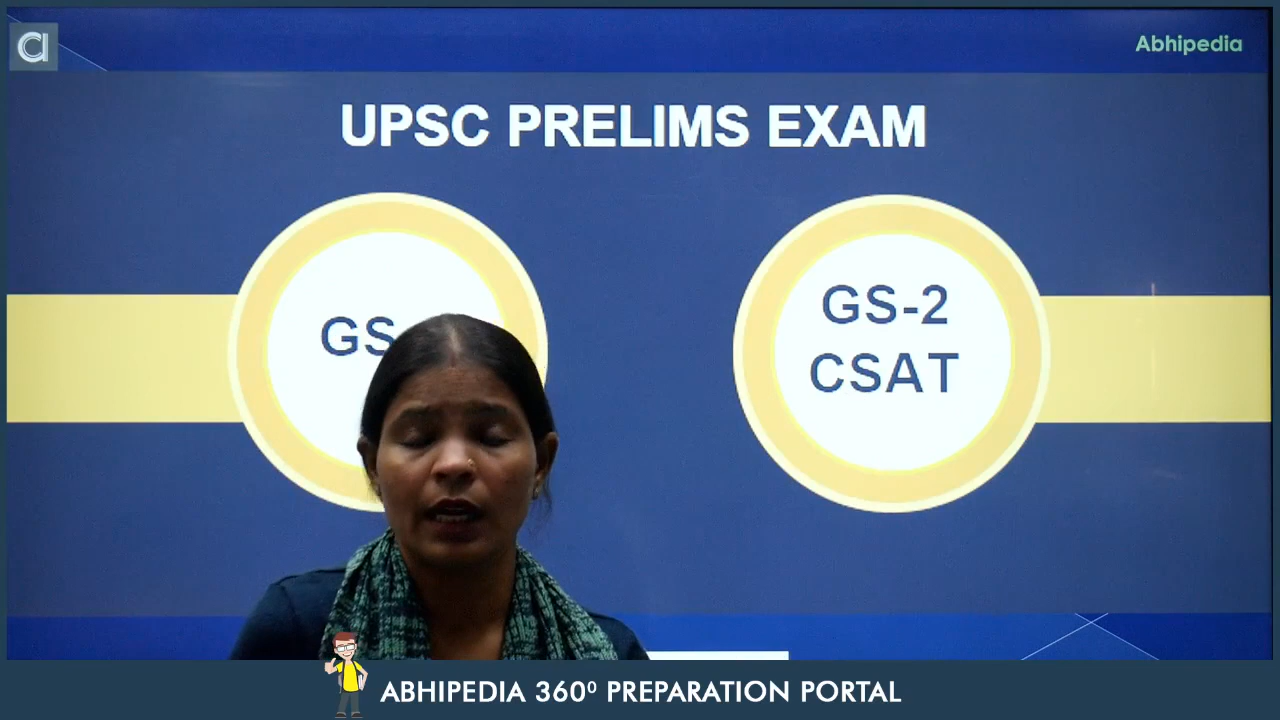 Abhipedia
UPSC PRELIMS EXAM
GS
GS-2
CSAT
ABHIPEDIA 360⁰ PREPARATION PORTAL